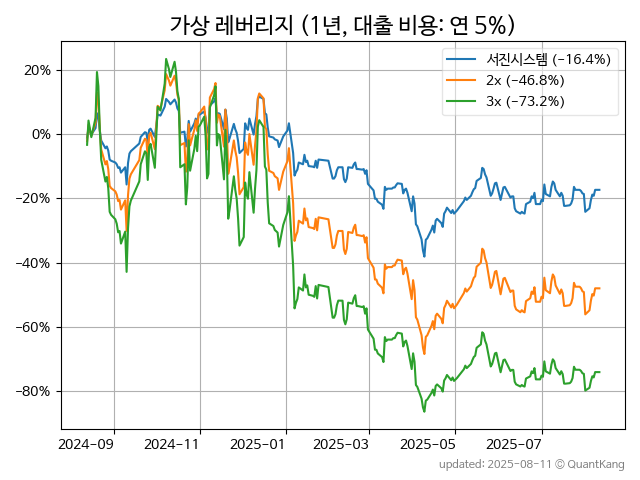 가상 레버리지 (1년, 대출 비용: 연 5%)
서진시스템 (−16.4%)
2x (−46.8%)
3x (−73.2%)
20%
0%
−20%
−40%
−60%
−80%
2024-09 2024-11 2025-01 2025-03 2025-05 2025-07
updated: 2025-08-11 © QuantKang